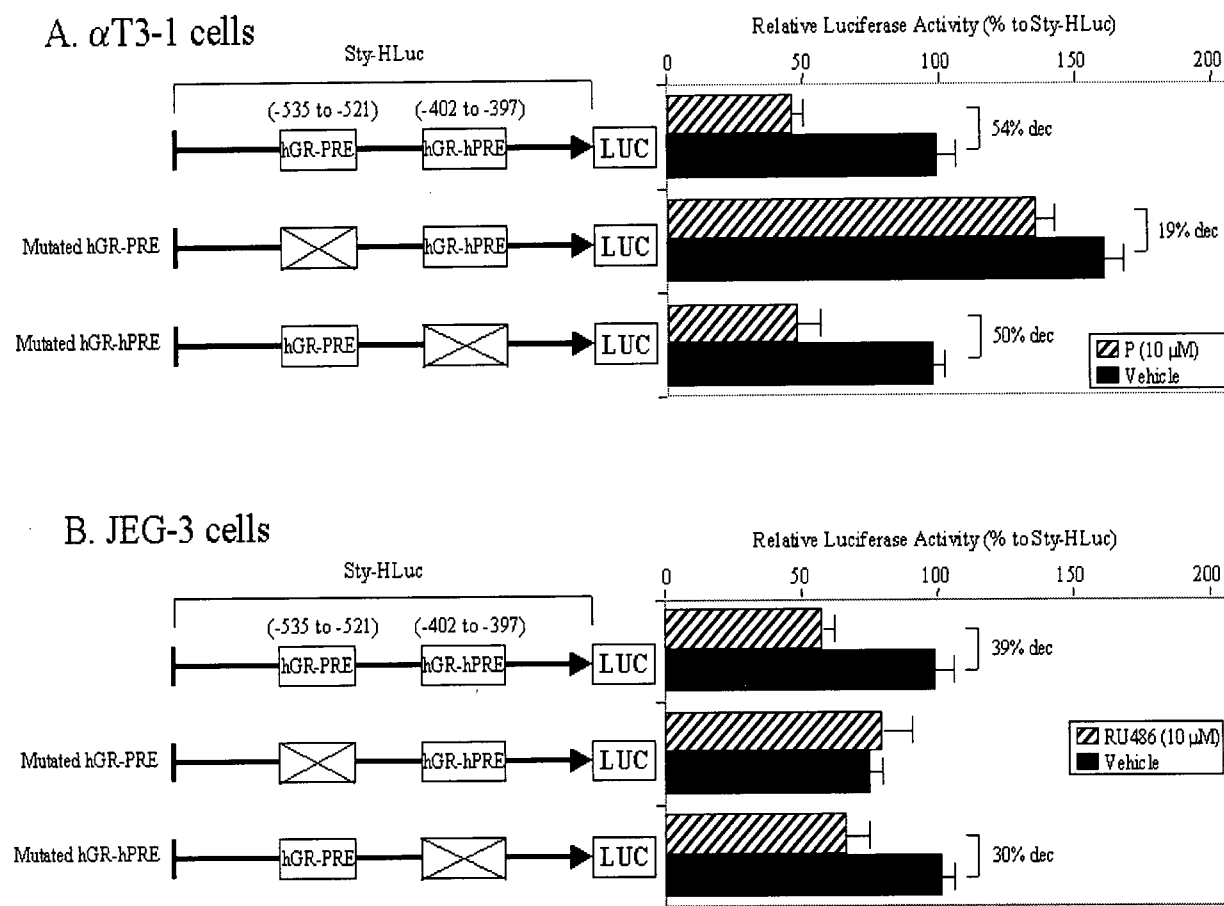 A. αT3-1 cells
Relative Luciferase Activity (% to Sty-HLuc)
0 50 100 150 200
Sty-HLuc
(-535 to -521) (-402 to -397)
hGR-PRE hGR-hPRE LUC
54% dec
Mutated hGR-PRE hGR-hPRE LUC
19% dec
Mutated hGR-hPRE hGR-PRE LUC
50% dec
P (10 μM)
Vehicle
B. JEG-3 cells
Relative Luciferase Activity (% to Sty-HLuc)
0 50 100 150 200
Sty-HLuc
(-535 to -521) (-402 to -397)
hGR-PRE hGR-hPRE LUC
39% dec
Mutated hGR-PRE hGR-hPRE LUC
RU486 (10 μM)
Vehicle
Mutated hGR-hPRE hGR-PRE LUC
30% dec